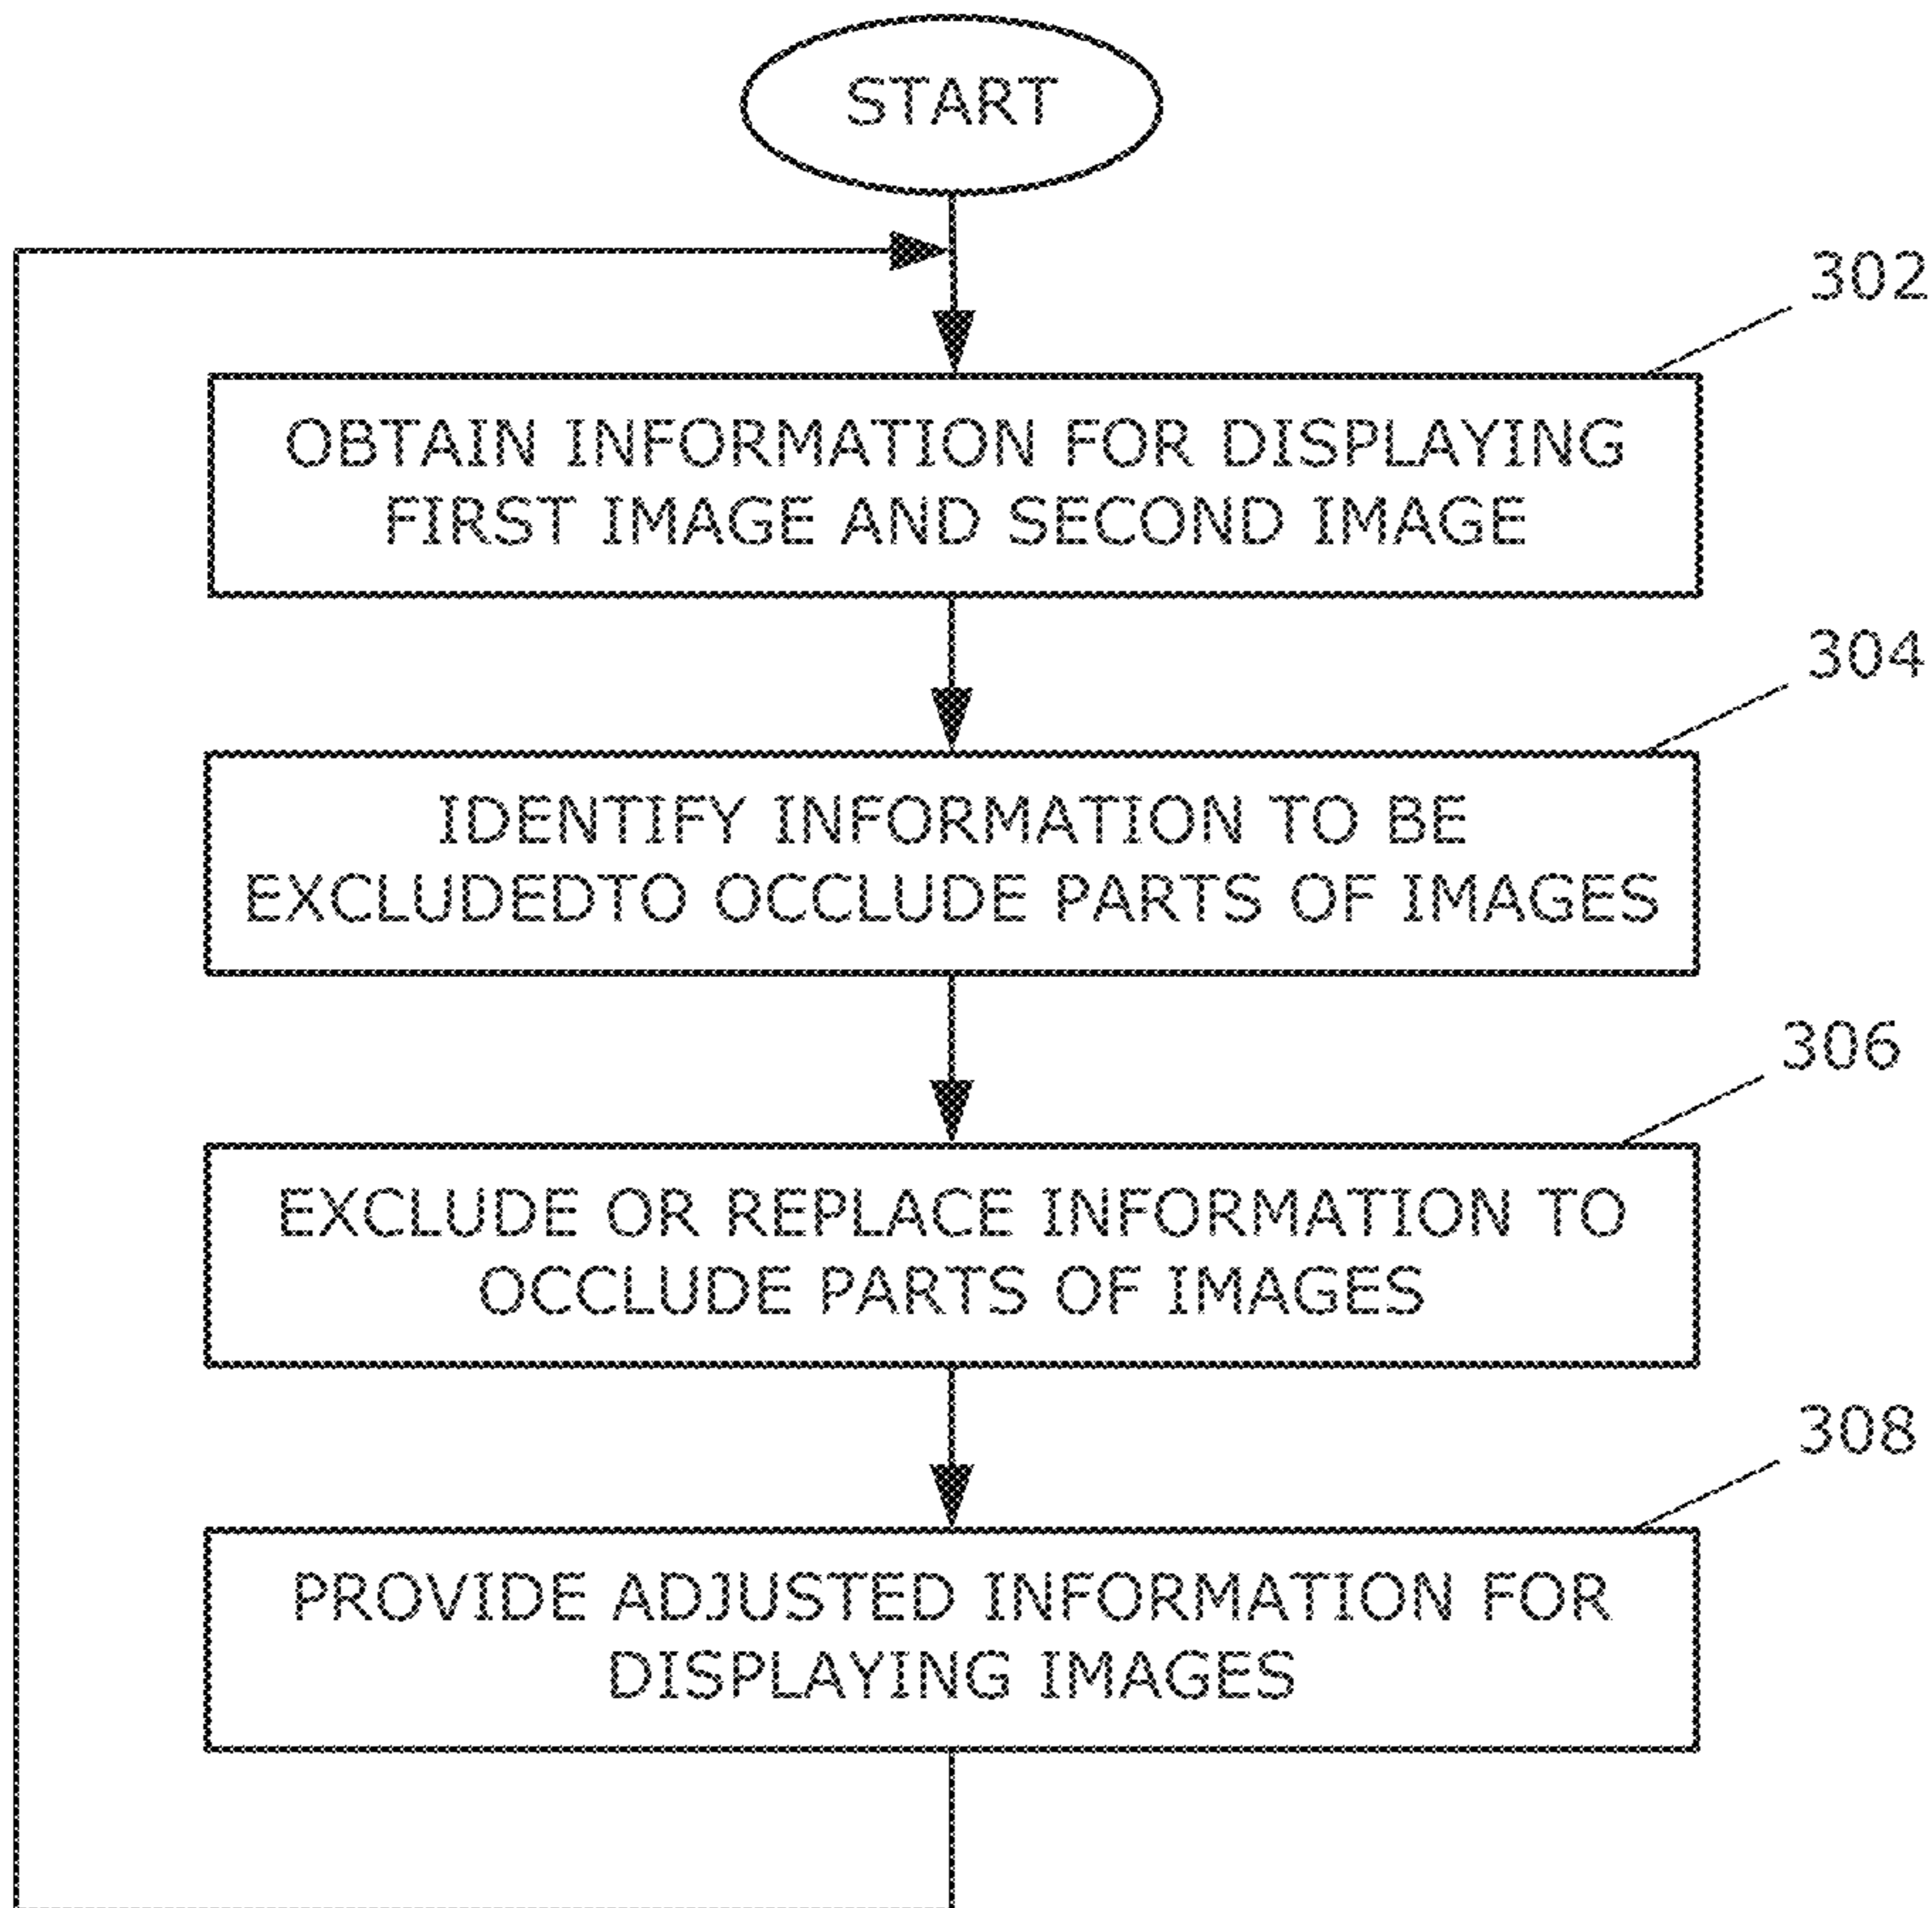 START
302
OBTAIN INFORMATION FOR DISPLAYING
FIRST IMAGE AND SECOND IMAGE
304
IDENTIFY INFORMATION TO BE
EXCLUDEDTO OCCLUDE PARTS OF IMAGES
306
EXCLUDE OR REPLACE INFORMATION TO
OCCLUDE PARTS OF IMAGES
308
PROVIDE ADJUSTED INFORMATION FOR
DISPLAYING IMAGES